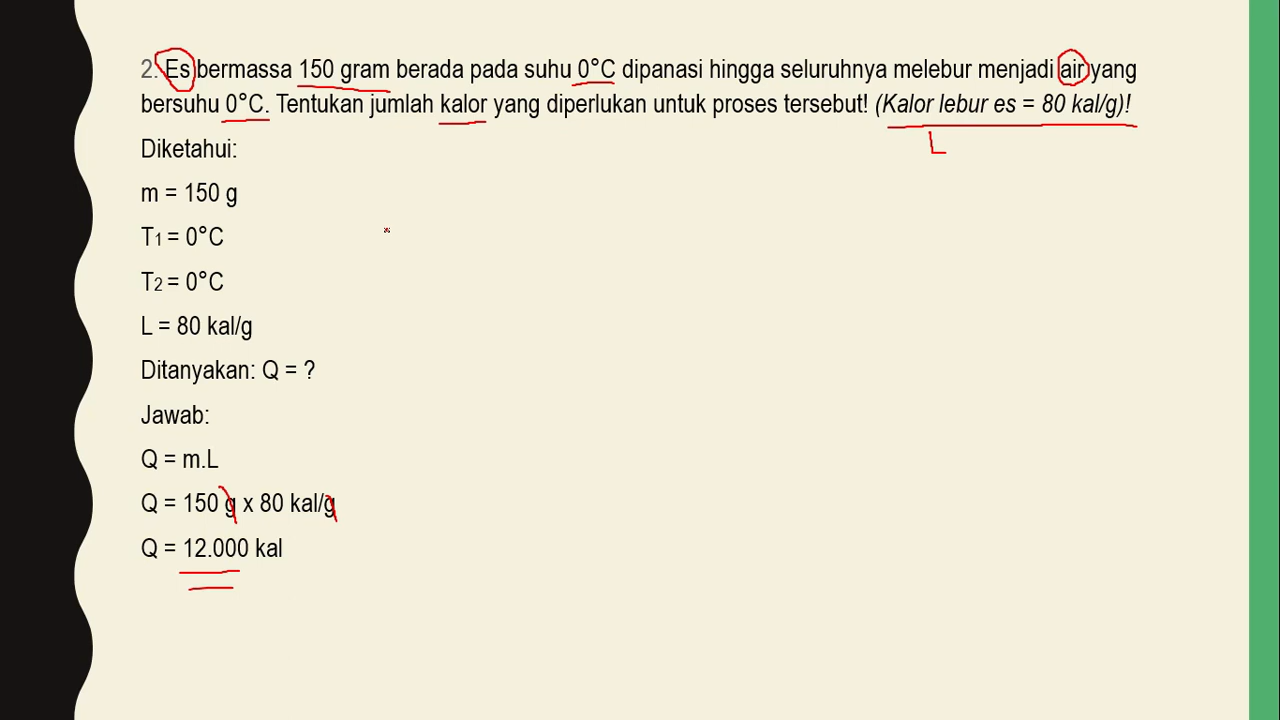 2. Es bermassa 150 gram berada pada suhu 0°C dipanasi hingga seluruhnya melebur menjadi air yang
bersuhu 0°C. Tentukan jumlah kalor yang diperlukan untuk proses tersebut! (Kalor lebur es = 80 kal/g)!
L
Diketahui:
m = 150 g
T1 = 0°C
T2 = 0°C
L = 80 kal/g
Ditanyakan: Q = ?
Jawab:
Q = m.L
Q = 150 g x 80 kal/g
Q = 12.000 kal